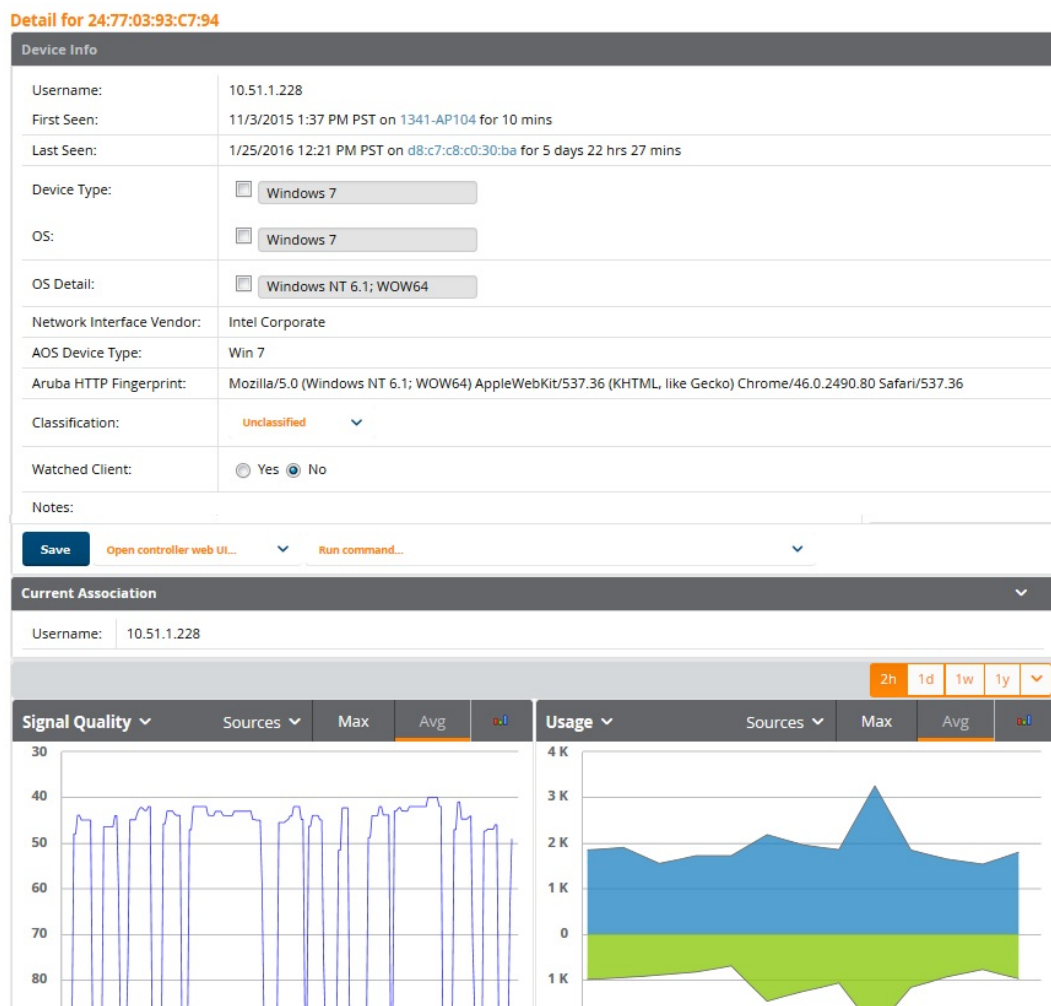 Detail for 24:77:03:93:C7:94
Device Info
Username: 10.51.1.228
First Seen: 11/3/2015 1:37 PM PST on 1341-AP104 for 10 mins
Last Seen: 1/25/2016 12:21 PM PST on d8:c7:c8:c0:30:ba for 5 days 22 hrs 27 mins
Device Type: Windows 7
OS: Windows 7
OS Detail: Windows NT 6.1; WOW64
Network Interface Vendor: Intel Corporate
AOS Device Type: Win 7
Aruba HTTP Fingerprint: Mozilla/5.0 (Windows NT 6.1; WOW64) AppleWebKit/537.36 (KHTML, like Gecko) Chrome/46.0.2490.80 Safari/537.36
Classification: Unclassified
Watched Client: Yes No
Notes:
Save Open controller web UI... Run command...
Current Association
Username: 10.51.1.228
2h 1d 1w 1y
Signal Quality Sources Max Avg
30
40
50
60
70
80
Usage Sources Max Avg
4 K
3 K
2 K
1 K
0
1 K